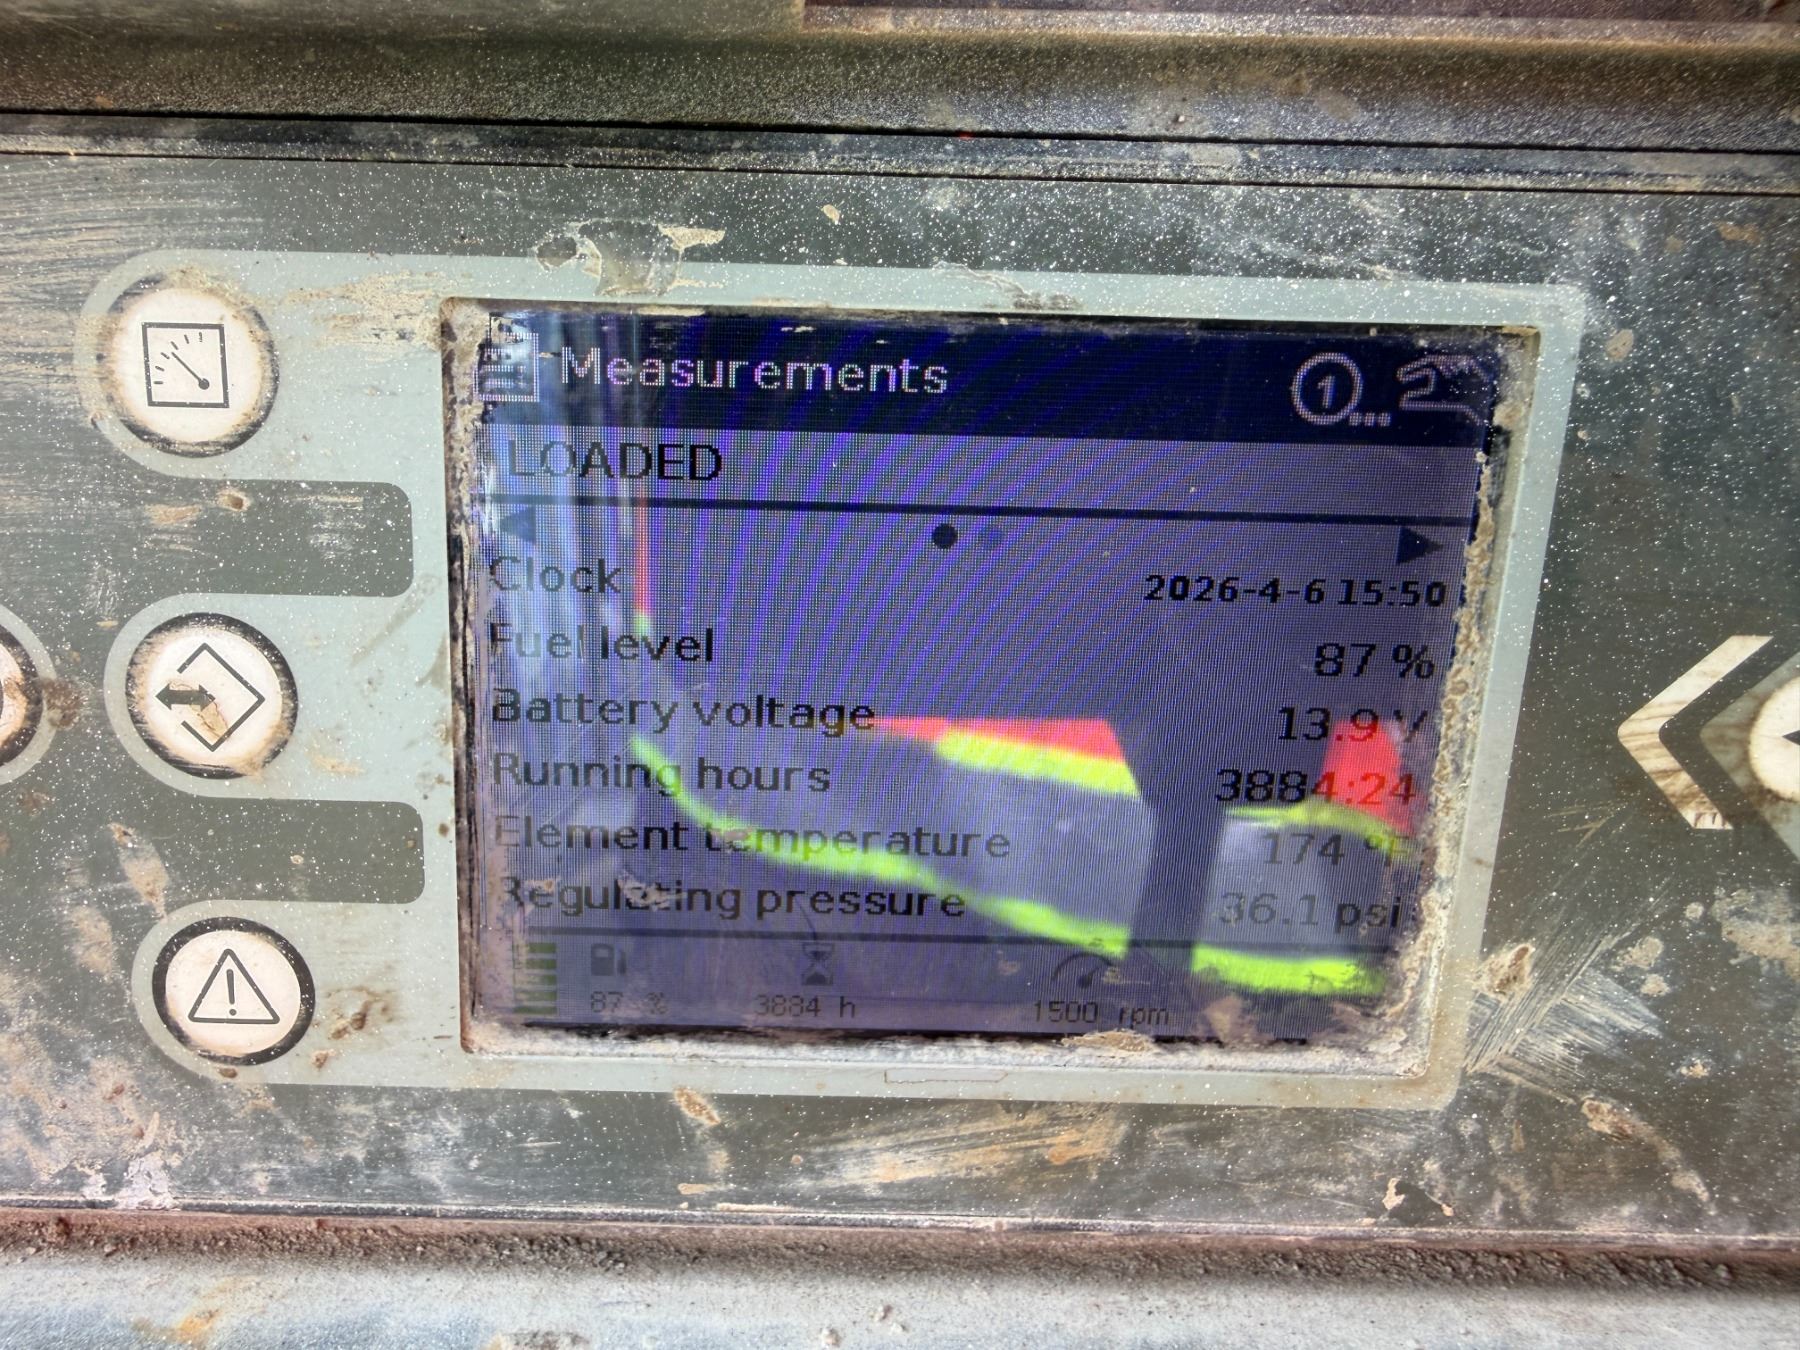 Measurements 1...
LOADED
Clock 2026-4-6 15:50
Fuel level 87 %
Battery voltage 13.9 V
Running hours 3884:24
Element temperature 174 °F
Regulating pressure 36.1 psi
87 % 3884 h 1500 rpm